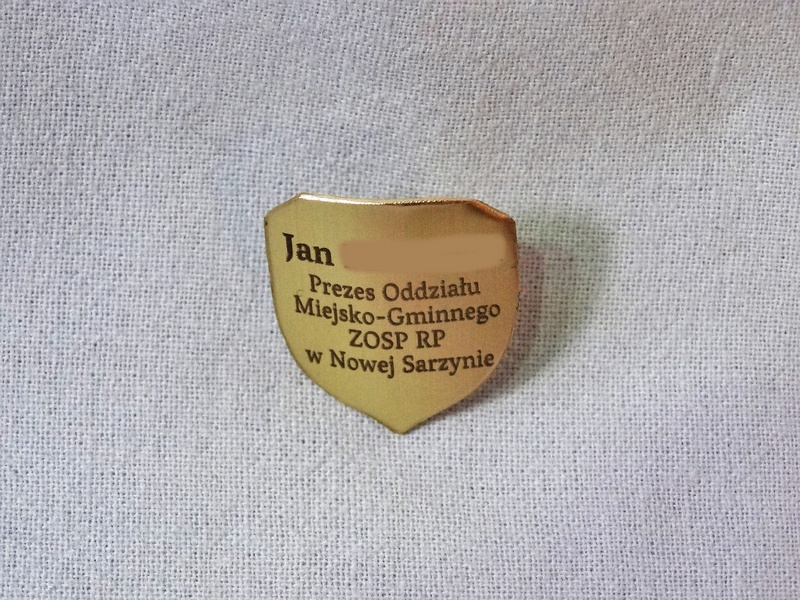 Jan
Prezes Oddziału
Miejsko-Gminnego
ZOSP RP
w Nowej Sarzynie